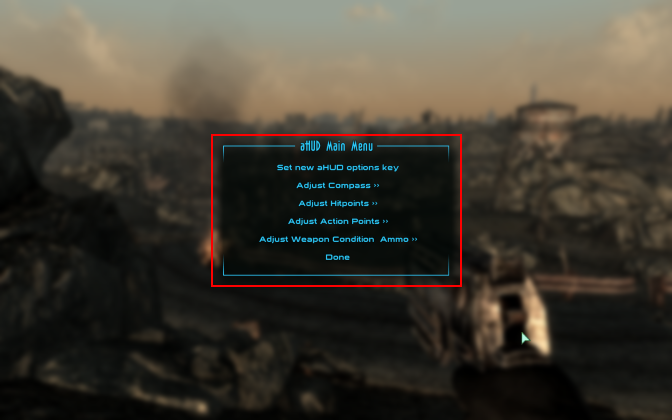 aHUD Main Menu
Set new aHUD options key
Adjust Compass ››
Adjust Hitpoints ››
Adjust Action Points ››
Adjust Weapon Condition  Ammo ››
Done